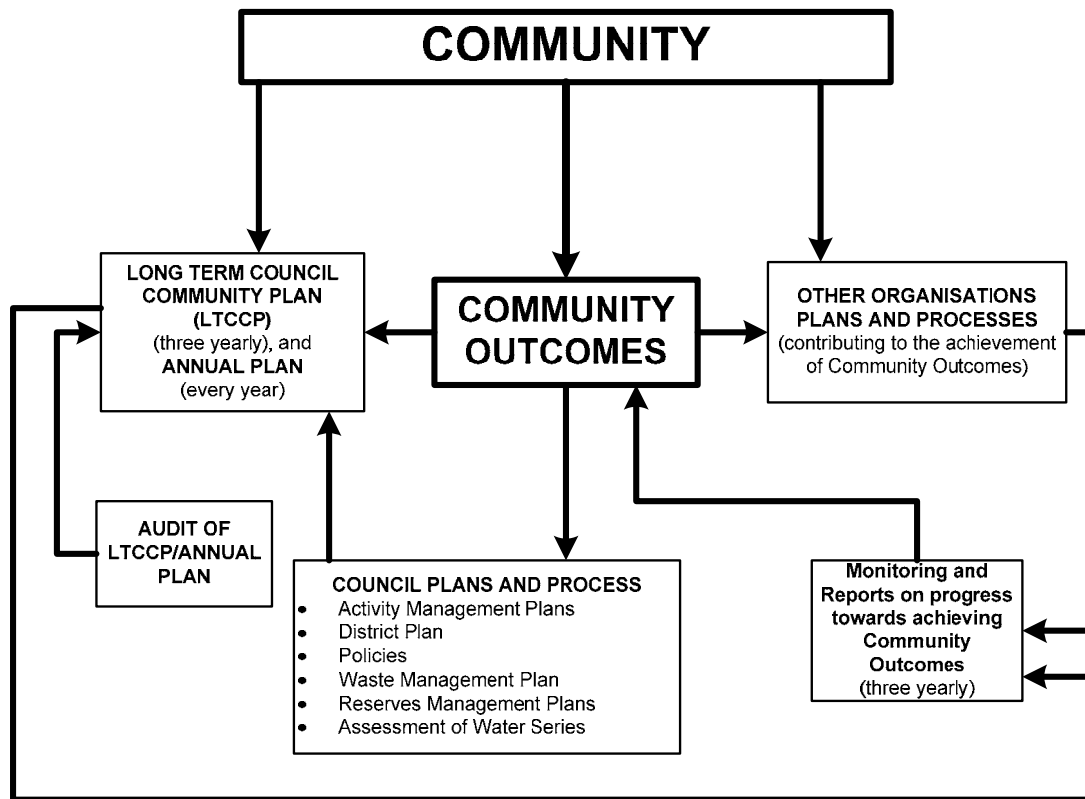 COMMUNITY
LONG TERM COUNCIL
COMMUNITY PLAN
(LTCCP)
(three yearly), and
ANNUAL PLAN
(every year)
COMMUNITY
OUTCOMES
OTHER ORGANISATIONS
PLANS AND PROCESSES
(contributing to the achievement
of Community Outcomes)
AUDIT OF
LTCCP/ANNUAL
PLAN
COUNCIL PLANS AND PROCESS
• Activity Management Plans
• District Plan
• Policies
• Waste Management Plan
• Reserves Management Plans
• Assessment of Water Series
Monitoring and
Reports on progress
towards achieving
Community
Outcomes
(three yearly)